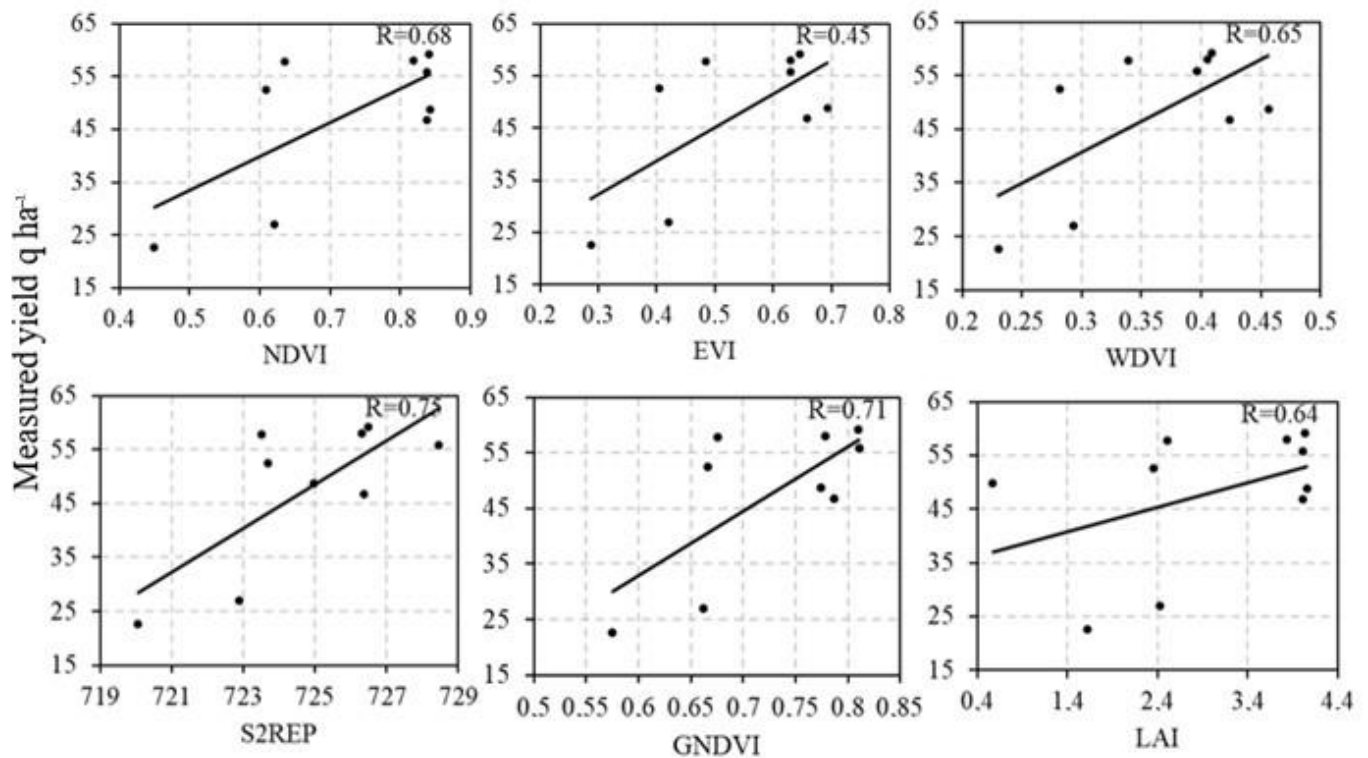 Measured yield q ha⁻¹
65
55
45
35
25
15
R=0.68
0.4 0.5 0.6 0.7 0.8 0.9
NDVI
65
55
45
35
25
15
R=0.45
0.2 0.3 0.4 0.5 0.6 0.7 0.8
EVI
65
55
45
35
25
15
R=0.65
0.2 0.25 0.3 0.35 0.4 0.45 0.5
WDVI
65
55
45
35
25
15
R=0.75
719 721 723 725 727 729
S2REP
65
55
45
35
25
15
R=0.71
0.5 0.55 0.6 0.65 0.7 0.75 0.8 0.85
GNDVI
65
55
45
35
25
15
R=0.64
0.4 1.4 2.4 3.4 4.4
LAI